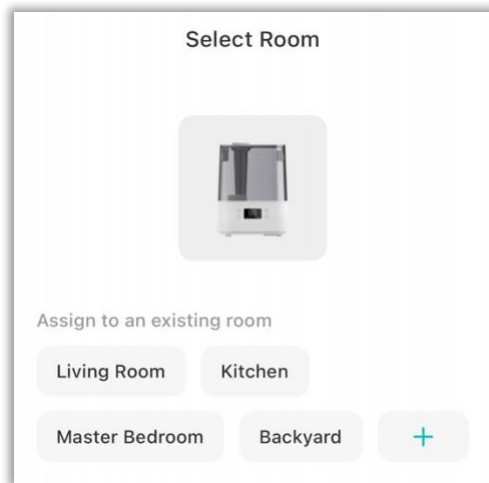 Select Room
Assign to an existing room
Living Room Kitchen
Master Bedroom Backyard +